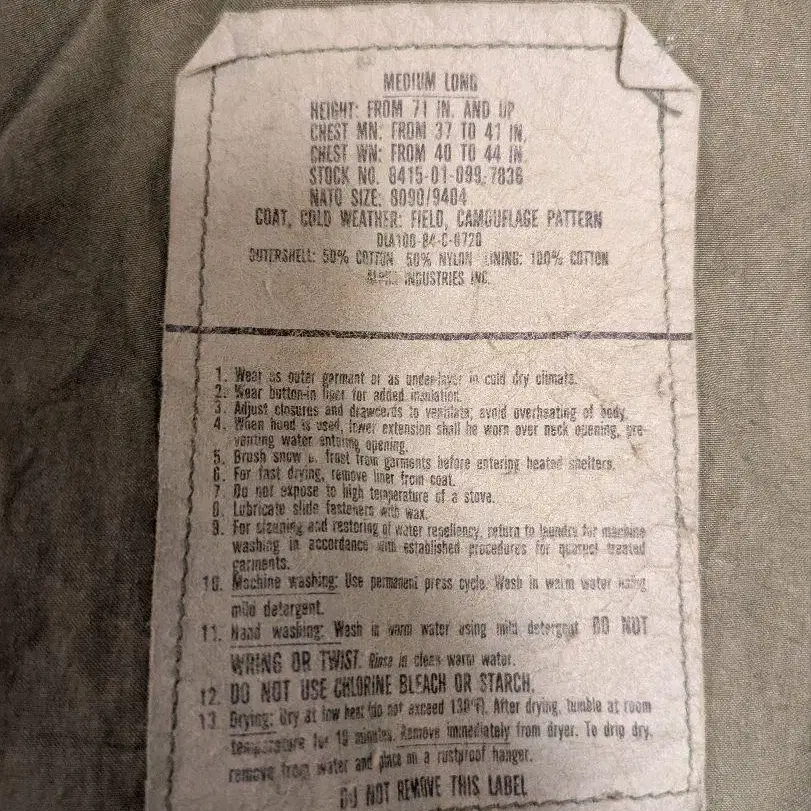 MEDIUM LONG
HEIGHT: FROM 71 IN. AND UP
CHEST MN: FROM 37 TO 41 IN.
CHEST WN: FROM 40 TO 44 IN.
STOCK NO. 8415-01-099-7836
NATO SIZE: 8090/9404
COAT, COLD WEATHER: FIELD, CAMOUFLAGE PATTERN
DLA100-84-C-0720
OUTERSHELL: 50% COTTON 50% NYLON LINING: 100% COTTON
ALPHA INDUSTRIES INC.
1. Wear as outer garment or as under-layer in cold dry climate.
2. Wear button-in liner for added insulation.
3. Adjust closures and drawcords to ventilate; avoid overheating of body.
4. When hood is used, lower extension shall be worn over neck opening, pre-
venting water entering opening.
5. Brush snow or frost from garments before entering heated shelters.
6. For fast drying, remove liner from coat.
7. Do not expose to high temperature of a stove.
8. Lubricate slide fasteners with wax.
9. For cleaning and restoring of water repellency, return to laundry for machine
washing in accordance with established procedures for quarpel treated
garments.
10. Machine washing: Use permanent press cycle. Wash in warm water using
mild detergent.
11. Hand washing: Wash in warm water using mild detergent DO NOT
WRING OR TWIST. Rinse in clean warm water.
12. DO NOT USE CHLORINE BLEACH OR STARCH.
13. Drying: Dry at low heat (do not exceed 130°F). After drying, tumble at room
temperature for 10 minutes. Remove immediately from dryer. To drip dry,
remove from water and place on a rustproof hanger.
DO NOT REMOVE THIS LABEL